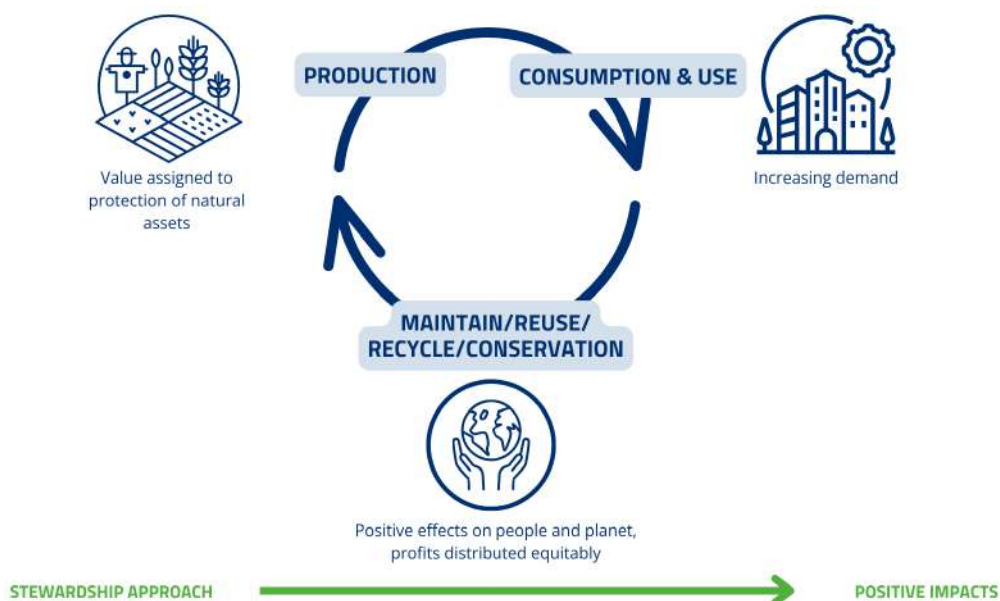 PRODUCTION
CONSUMPTION & USE
Value assigned to
protection of natural
assets
Increasing demand
MAINTAIN/REUSE/
RECYCLE/CONSERVATION
Positive effects on people and planet,
profits distributed equitably
STEWARDSHIP APPROACH
POSITIVE IMPACTS